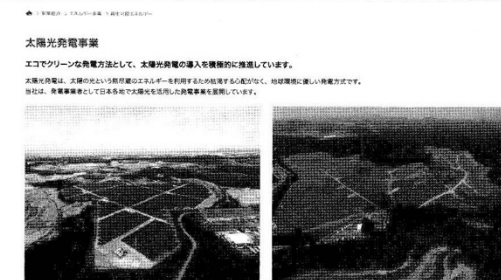 太陽光発電事業
エコでクリーンな発電方法として、太陽光発電の導入を積極的に推進しています。
太陽光発電は、太陽の光という無尽蔵のエネルギーを利用するため枯渇する心配がなく、地球環境に優しい発電方式です。
当社は、発電事業者として日本各地で太陽光を活用した発電事業を展開しています。